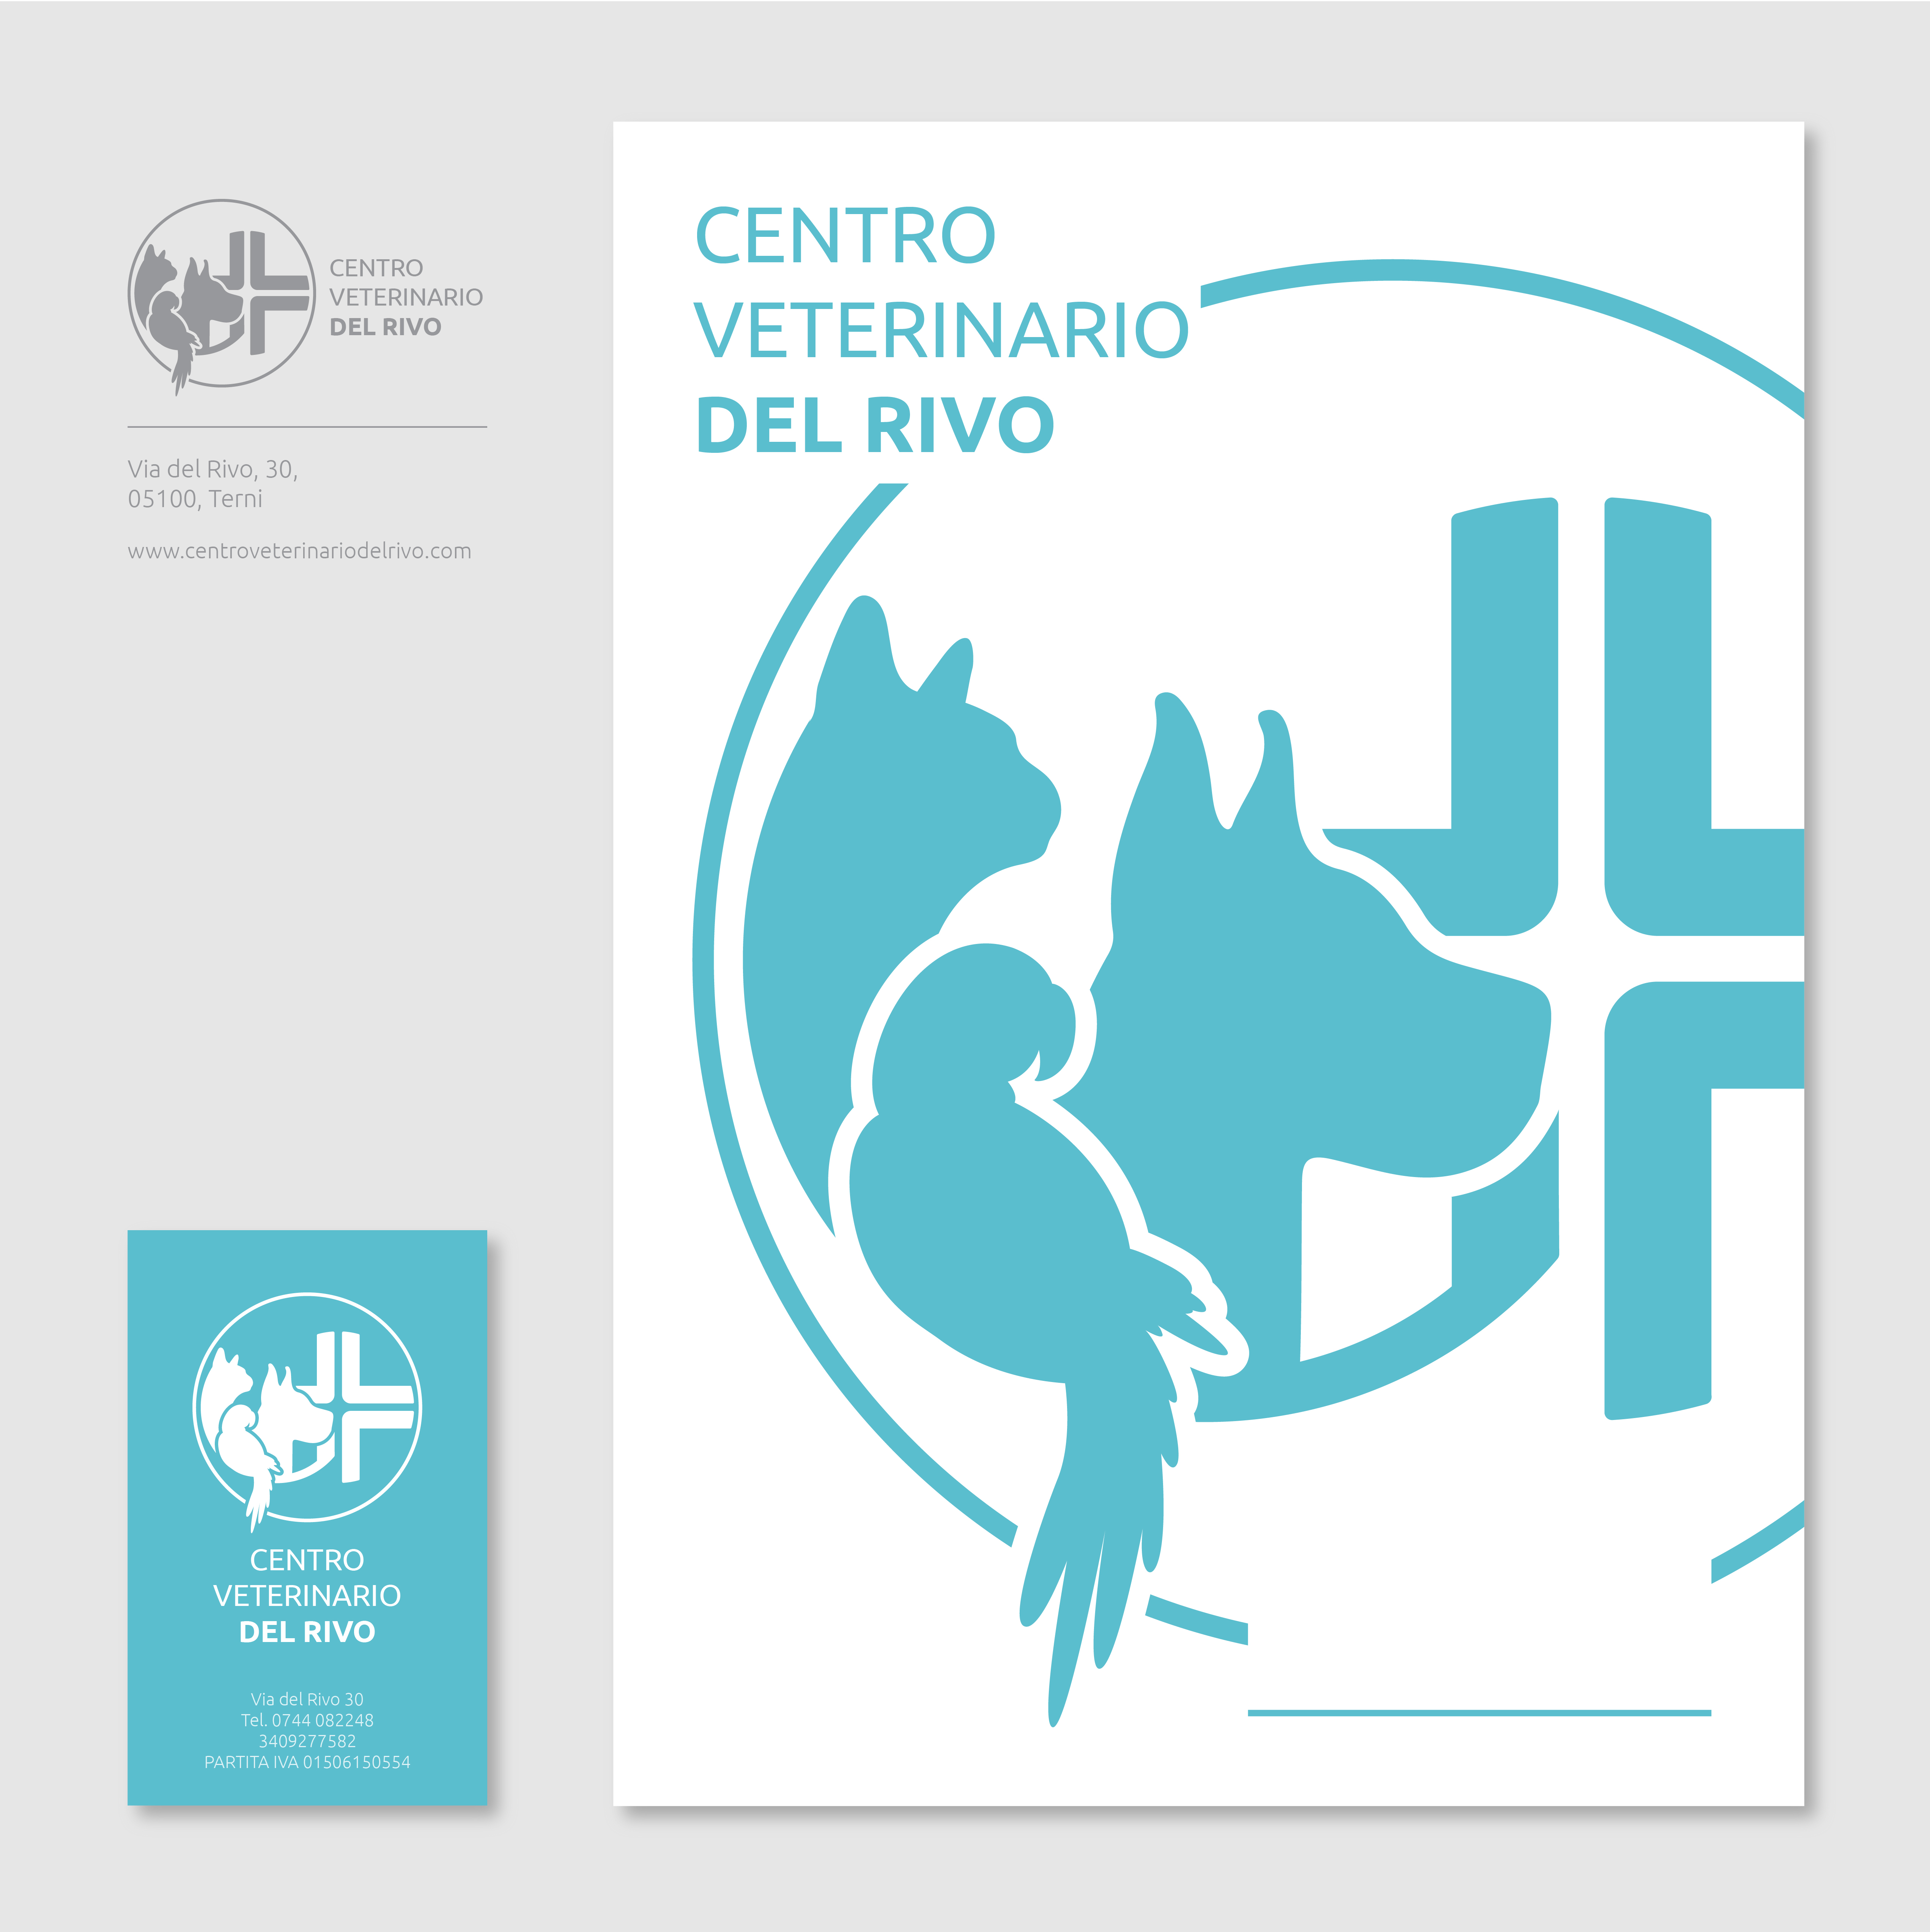 CENTRO
VETERINARIO
DEL RIVO
Via del Rivo, 30,
05100, Terni
www.centroveterinariodelrivo.com
CENTRO
VETERINARIO
DEL RIVO
Via del Rivo 30
Tel. 0744 082248
3409277582
PARTITA IVA 01506150554
CENTRO
VETERINARIO
DEL RIVO